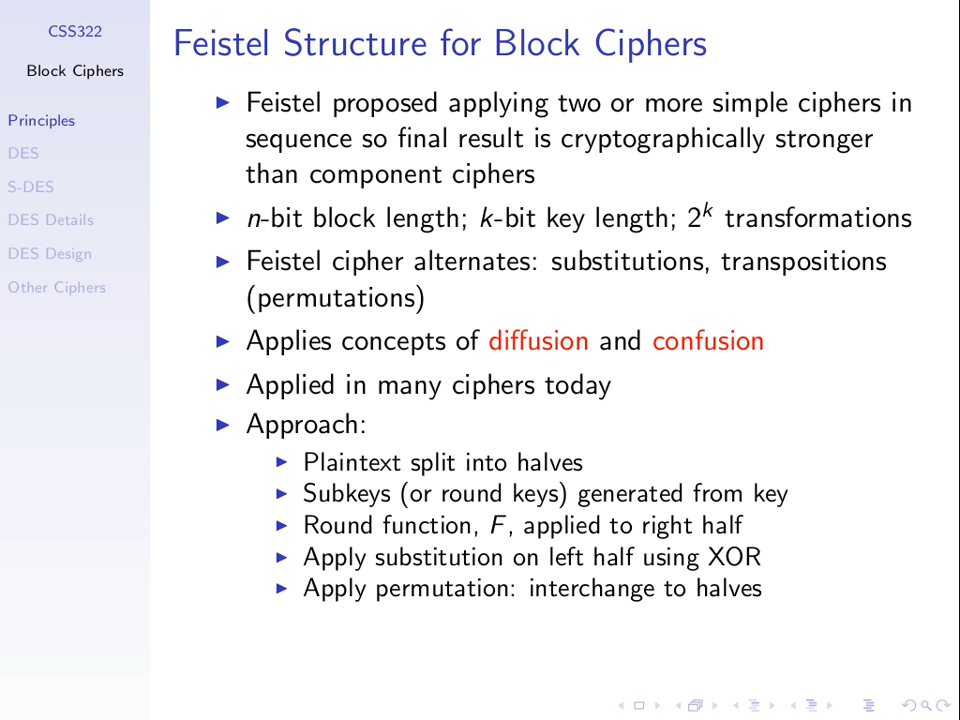 CSS322
Block Ciphers
Principles
DES
S-DES
DES Details
DES Design
Other Ciphers
Feistel Structure for Block Ciphers
Feistel proposed applying two or more simple ciphers in
sequence so final result is cryptographically stronger
than component ciphers
n-bit block length; k-bit key length; 2^k transformations
Feistel cipher alternates: substitutions, transpositions
(permutations)
Applies concepts of diffusion and confusion
Applied in many ciphers today
Approach:
Plaintext split into halves
Subkeys (or round keys) generated from key
Round function, F, applied to right half
Apply substitution on left half using XOR
Apply permutation: interchange to halves